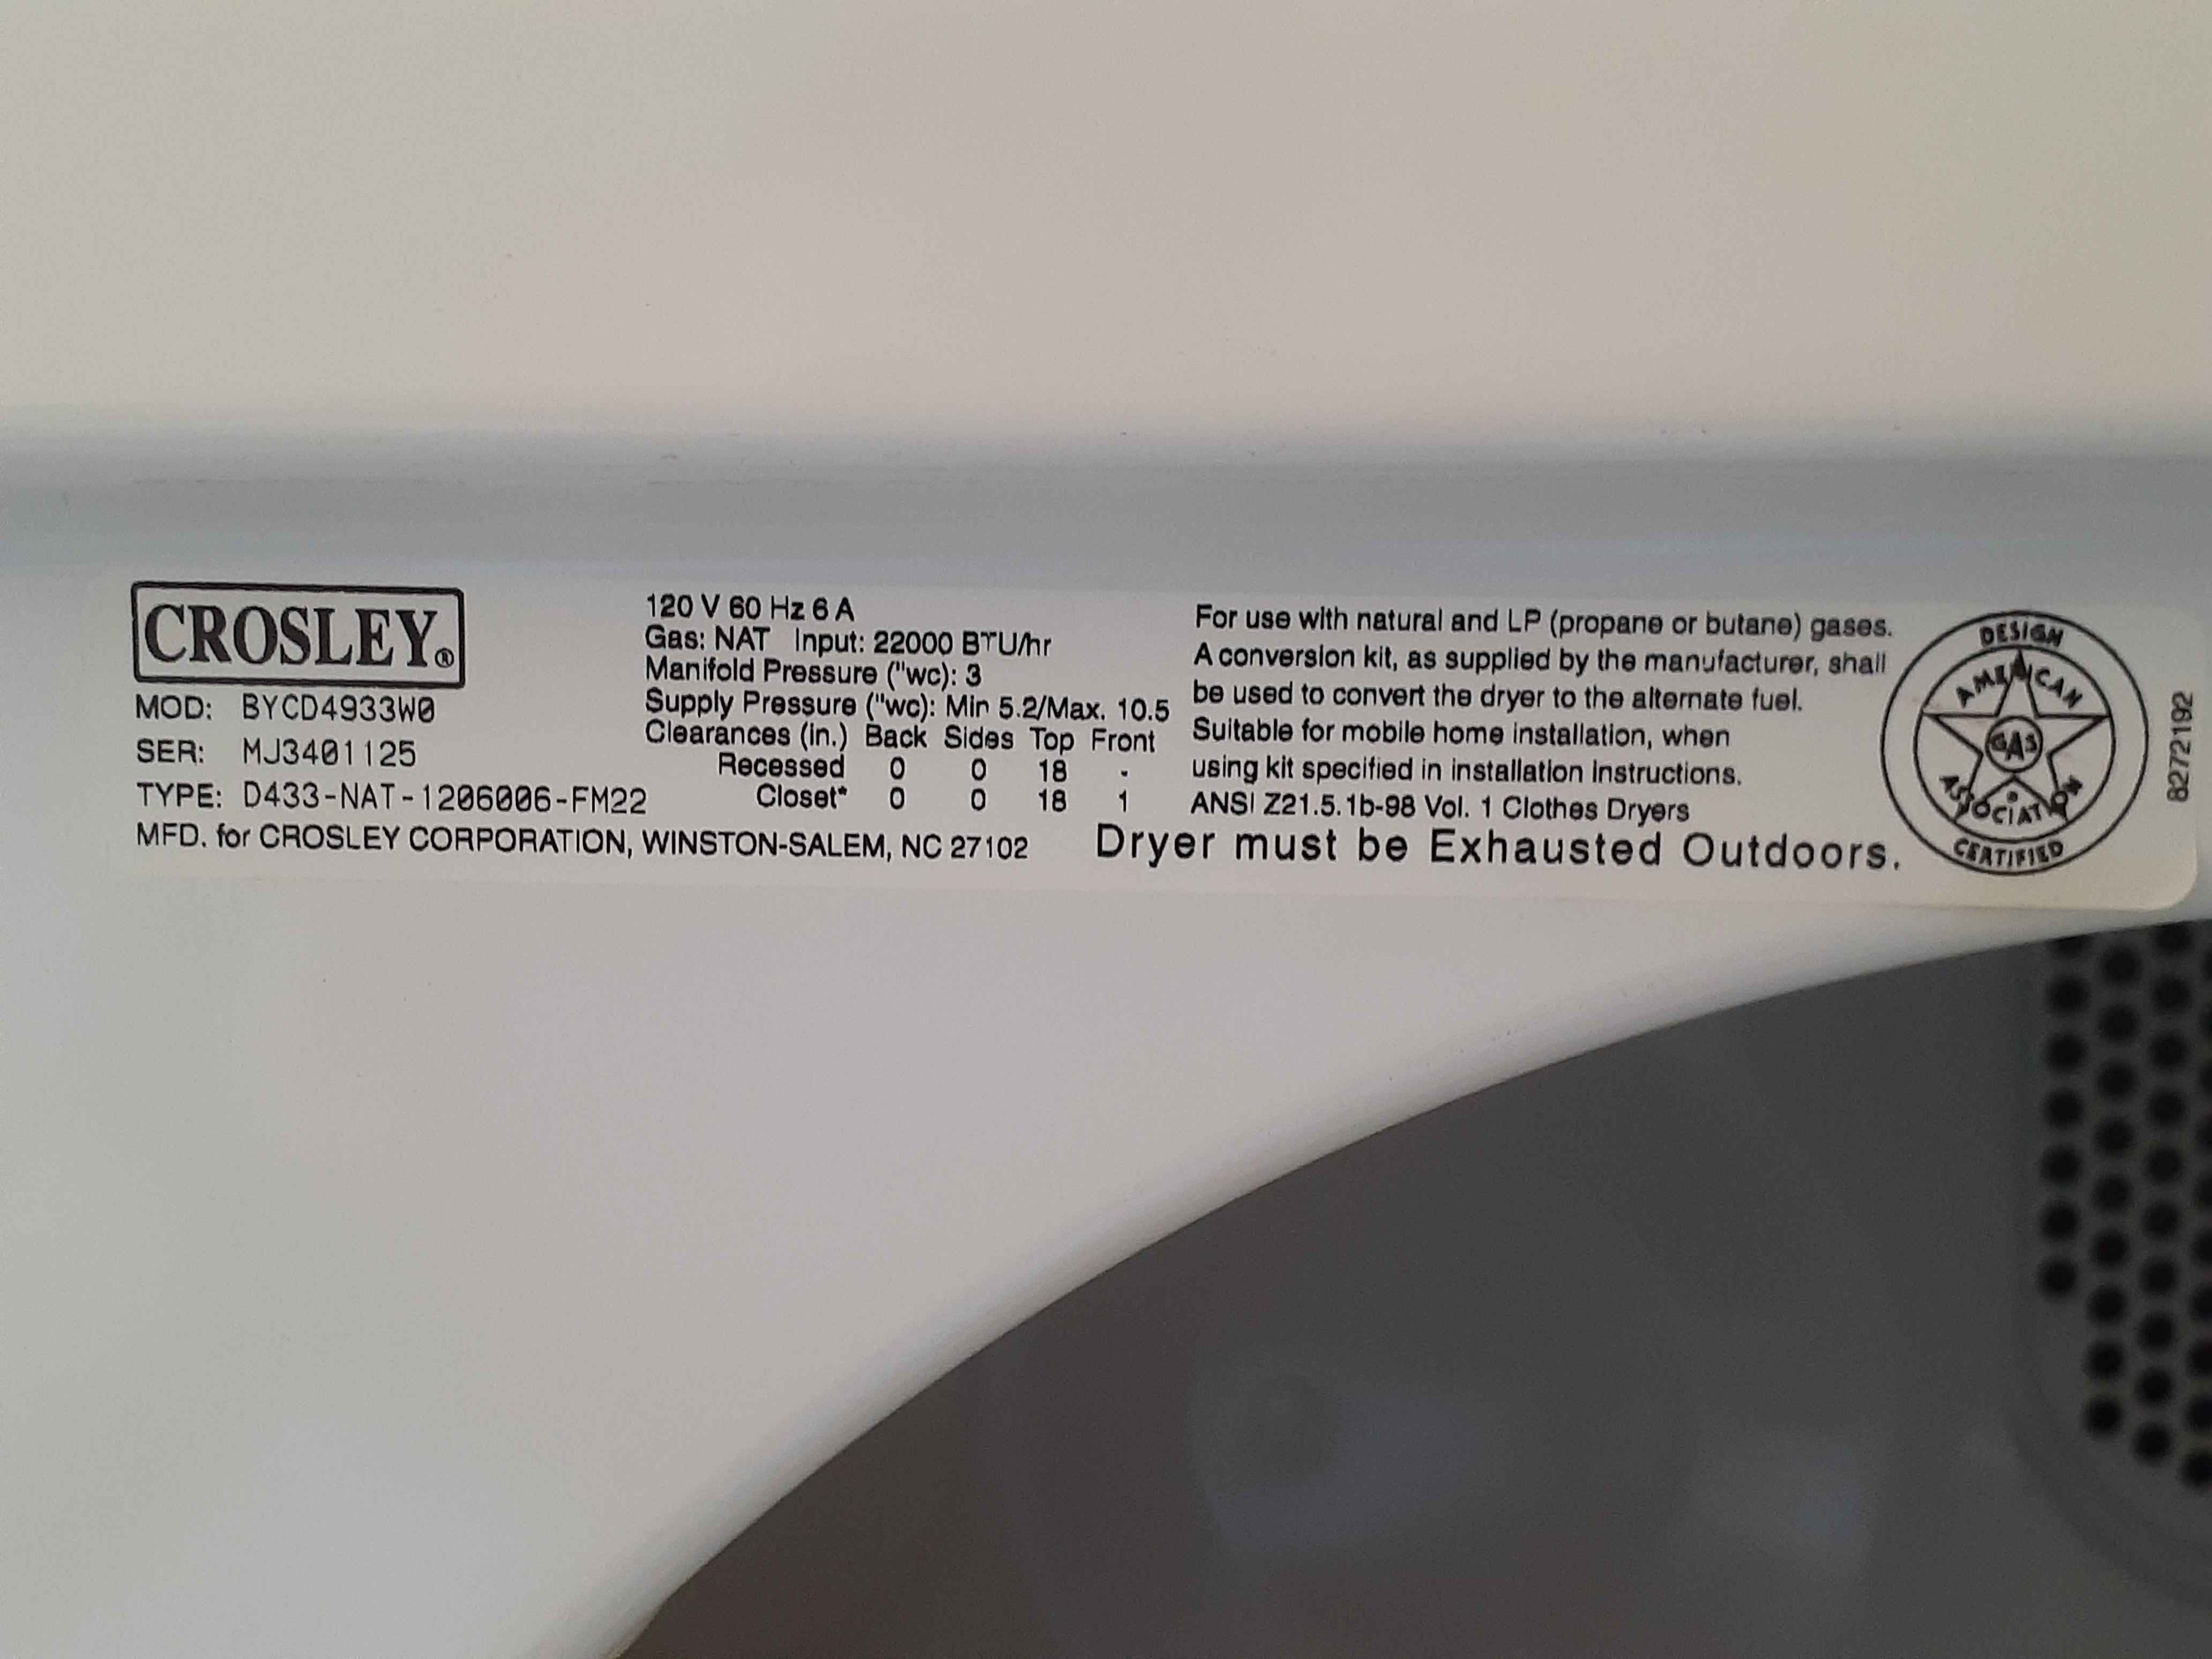 CROSLEY®
MOD: BYCD4933W0
SER: MJ3401125
TYPE: D433-NAT-1206006-FM22
MFD. for CROSLEY CORPORATION, WINSTON-SALEM, NC 27102
120 V 60 Hz 6 A
Gas: NAT Input: 22000 BTU/hr
Manifold Pressure ("wc): 3
Supply Pressure ("wc): Min 5.2/Max. 10.5
Clearances (in.) Back Sides Top Front
Recessed 0 0 18 -
Closet* 0 0 18 1
For use with natural and LP (propane or butane) gases.
A conversion kit, as supplied by the manufacturer, shall
be used to convert the dryer to the alternate fuel.
Suitable for mobile home installation, when
using kit specified in installation instructions.
ANSI Z21.5.1b-98 Vol. 1 Clothes Dryers
Dryer must be Exhausted Outdoors.
DESIGN
AMERICAN
GAS
ASSOCIATION
®
CERTIFIED
8272192